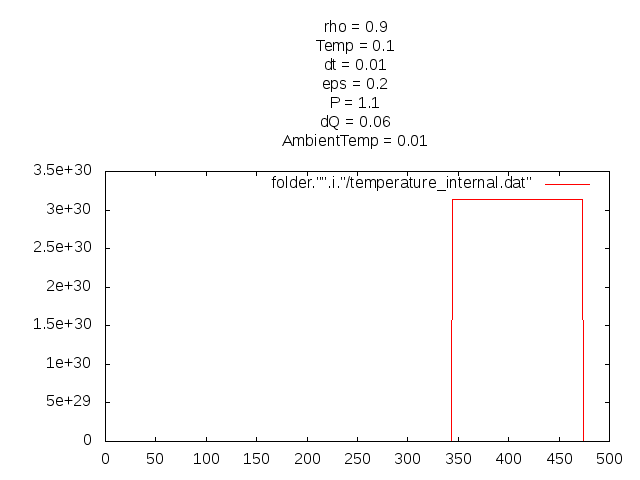 rho = 0.9
Temp = 0.1
dt = 0.01
eps = 0.2
P = 1.1
dQ = 0.06
AmbientTemp = 0.01
3.5e+30
folder."".i."/temperature_internal.dat"
3e+30
2.5e+30
2e+30
1.5e+30
1e+30
5e+29
0
0 50 100 150 200 250 300 350 400 450 500